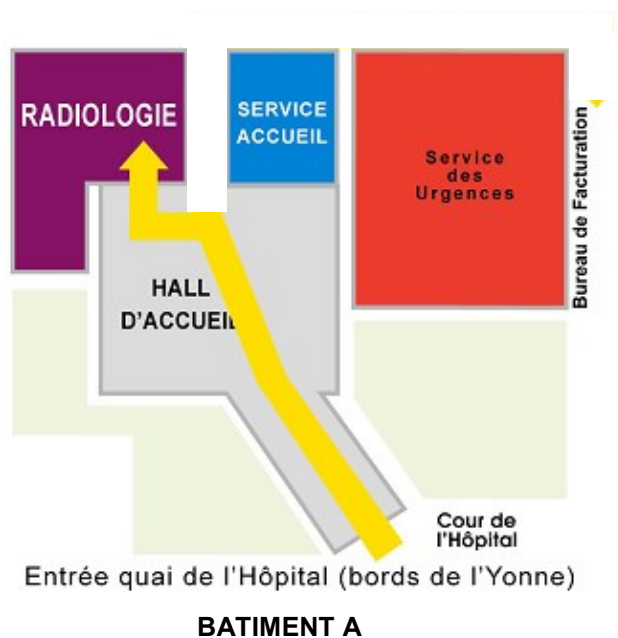 RADIOLOGIE
SERVICE
ACCUEIL
Service
des
Urgences
Bureau de Facturation
HALL
D'ACCUEIL
Cour de
l'Hôpital
Entrée quai de l'Hôpital (bords de l'Yonne)
BATIMENT A